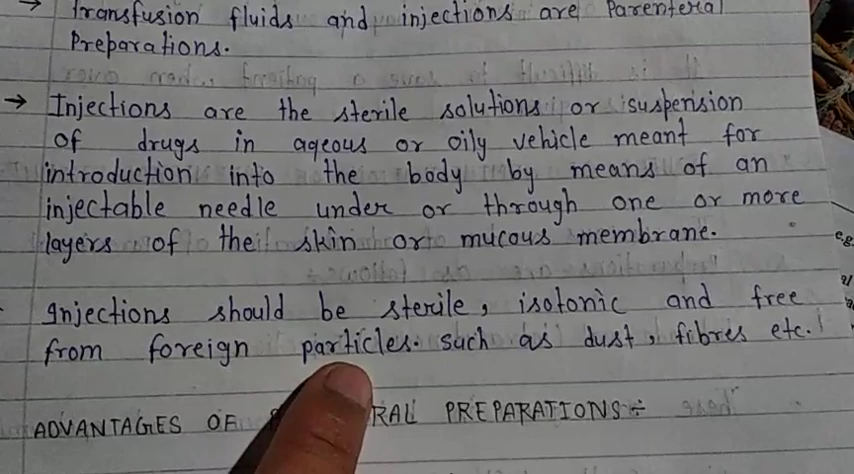 → Transfusion fluids and injections are Parenteral
Preparations.
→ Injections are the sterile solutions or suspension
of drugs in aqeous or oily vehicle meant for
introduction into the body by means of an
injectable needle under or through one or more
layers of the skin or mucous membrane.
Injections should be sterile, isotonic and free
from foreign particles. such as dust, fibres etc.
ADVANTAGES OF RAL PREPARATIONS÷
e.g.